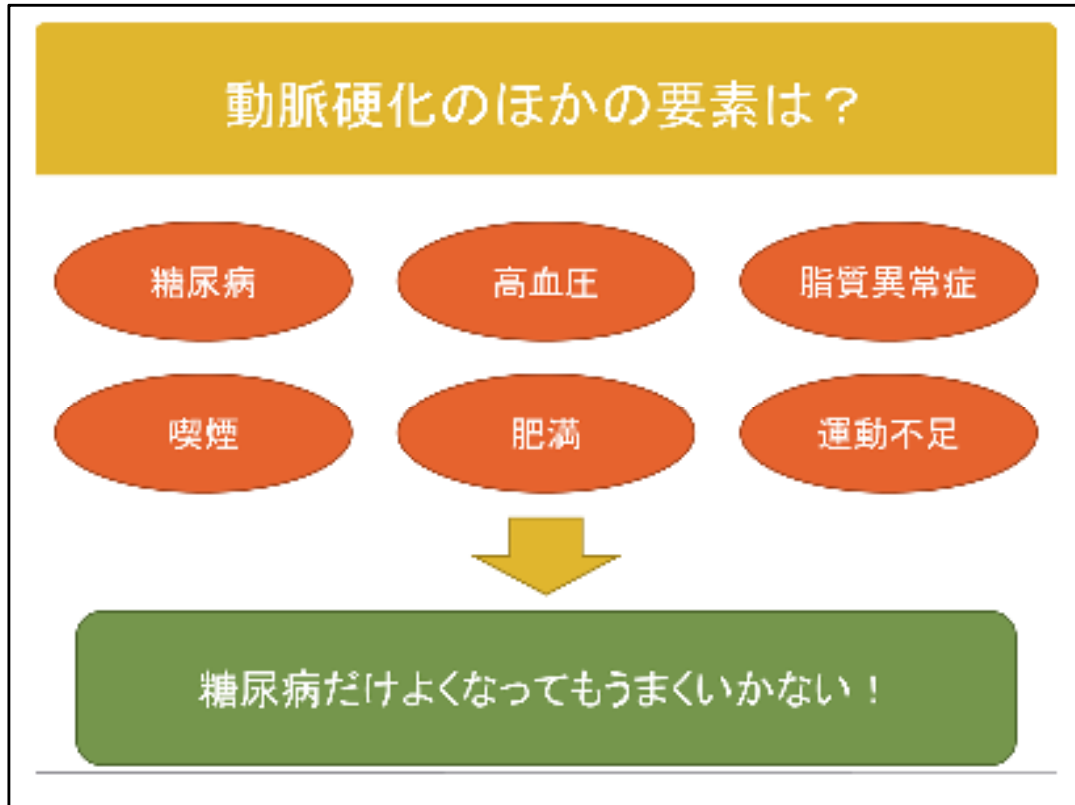 動脈硬化のほかの要素は？
糖尿病
高血圧
脂質異常症
喫煙
肥満
運動不足
糖尿病だけよくなってもうまくいかない！